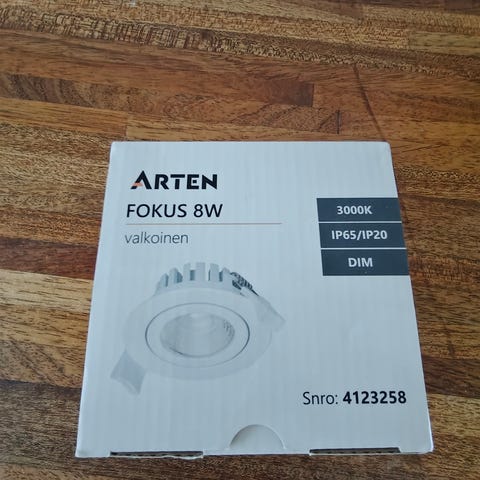 ARTEN
FOKUS 8W
valkoinen
3000K
IP65/IP20
DIM
Snro: 4123258